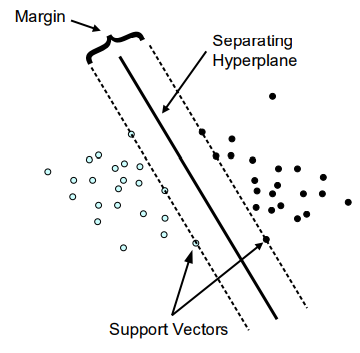 Margin
Separating
Hyperplane
Support Vectors